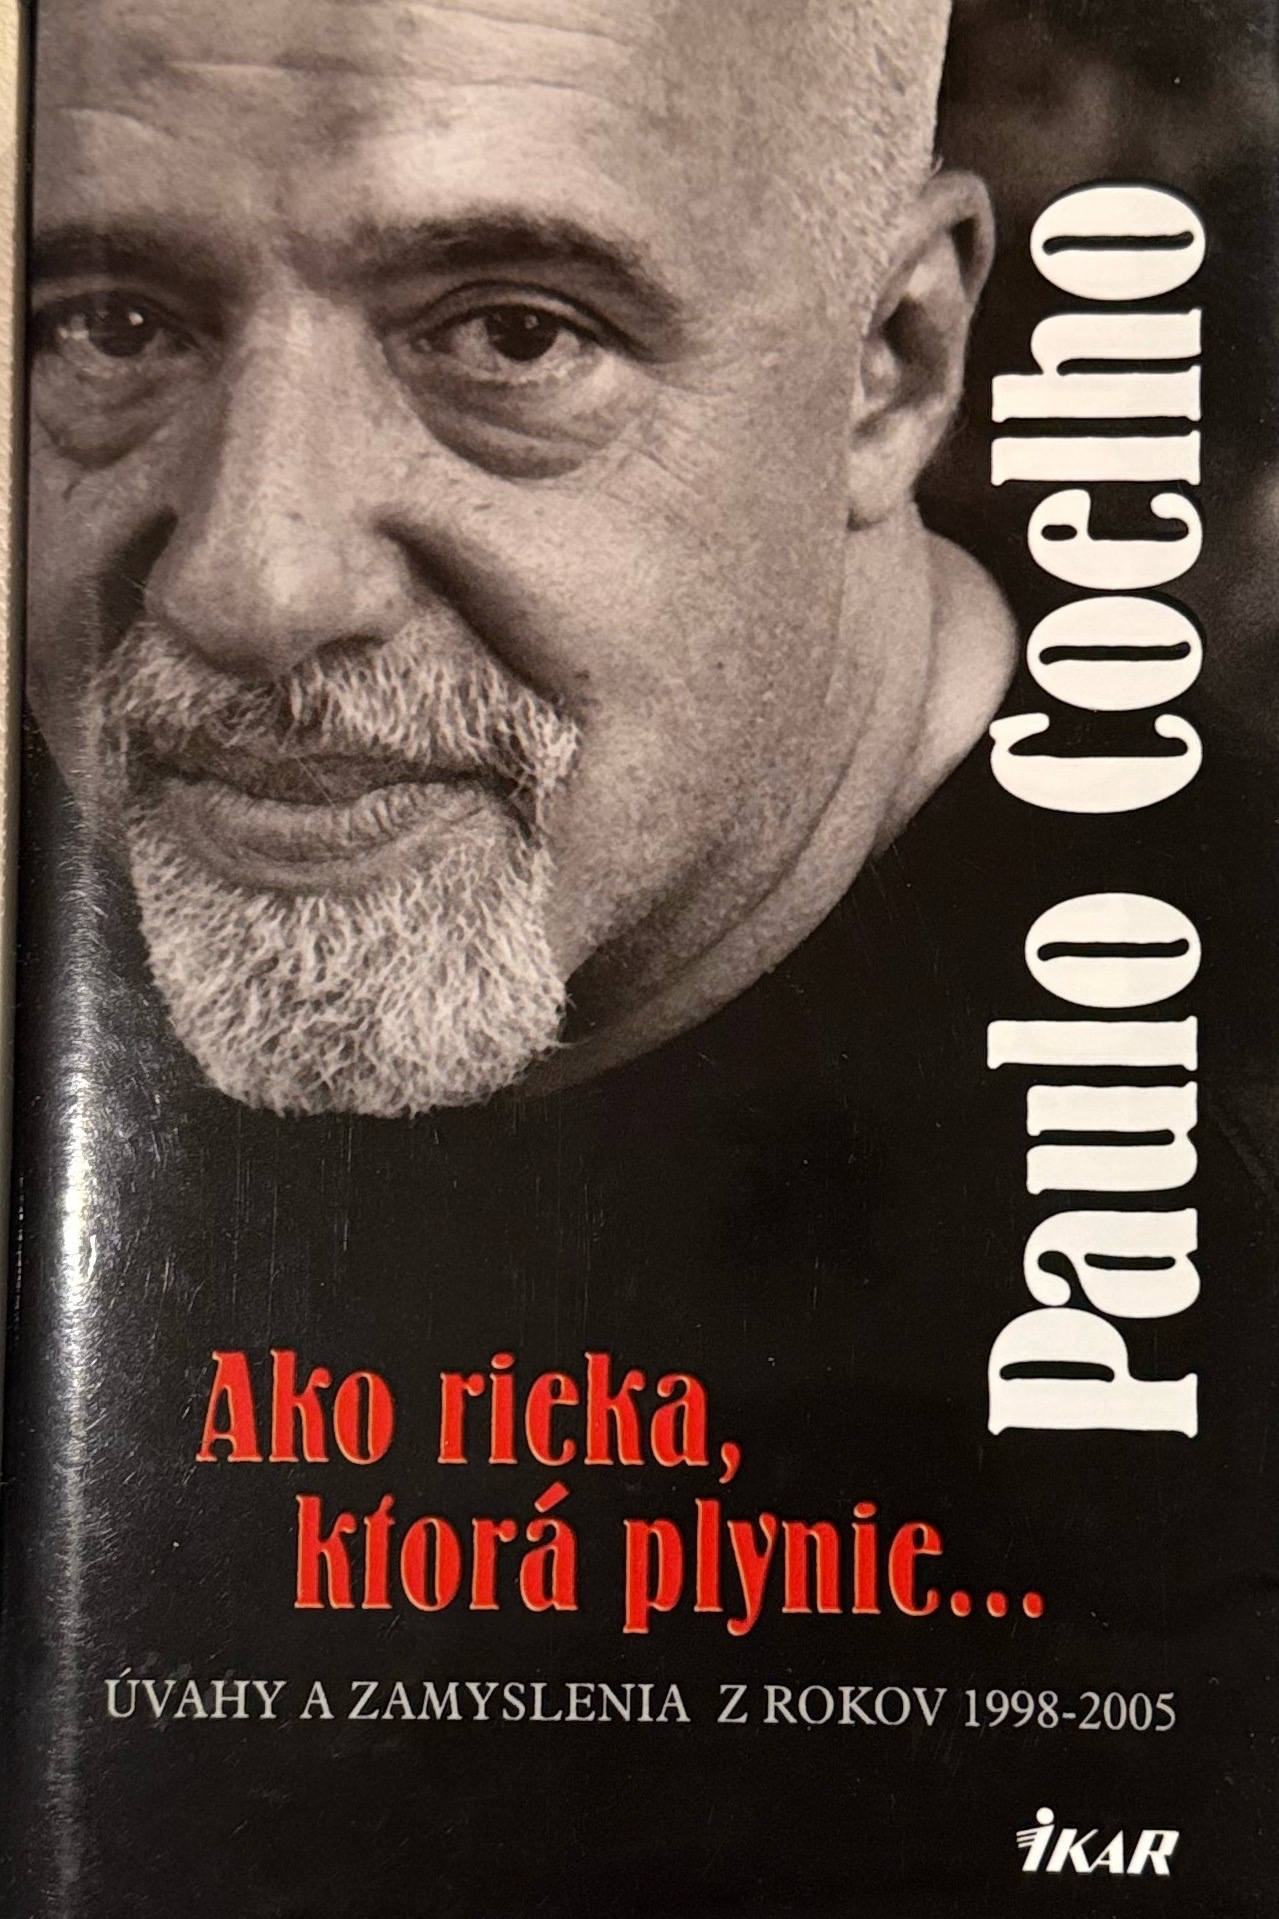 Paulo Coelho
Ako rieka,
ktorá plynie...
ÚVAHY A ZAMYSLENIA Z ROKOV 1998-2005
iKAR